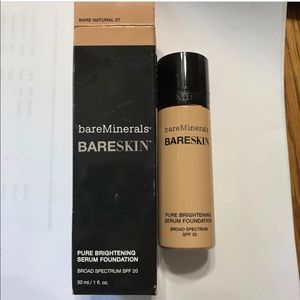 BARE NATURAL 07
bareMinerals®
BARESKIN™
PURE BRIGHTENING
SERUM FOUNDATION
BROAD SPECTRUM SPF 20
30 ml / 1 fl. oz.
bareMinerals
BARESKIN
PURE BRIGHTENING
SERUM FOUNDATION
BROAD SPECTRUM
SPF 20